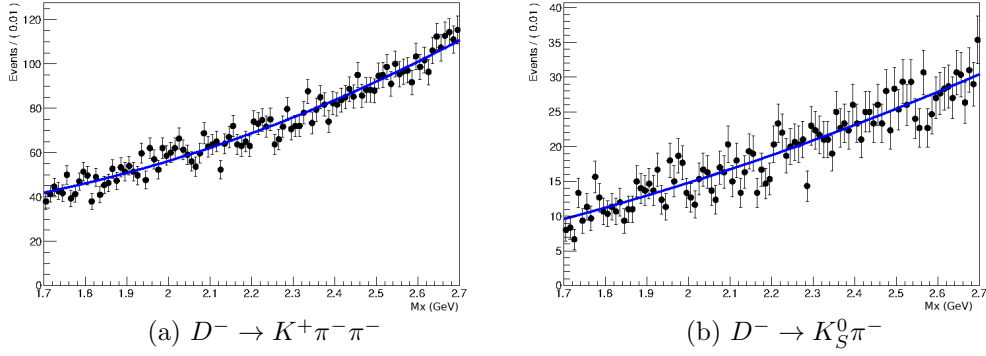 Events / ( 0.01 )
120
100
80
60
40
20
0
1.7 1.8 1.9 2 2.1 2.2 2.3 2.4 2.5 2.6 2.7
Mx (GeV)
(a) D⁻ → K⁺π⁻π⁻
Events / ( 0.01 )
40
35
30
25
20
15
10
5
0
1.7 1.8 1.9 2 2.1 2.2 2.3 2.4 2.5 2.6 2.7
Mx (GeV)
(b) D⁻ → K⁰_S π⁻